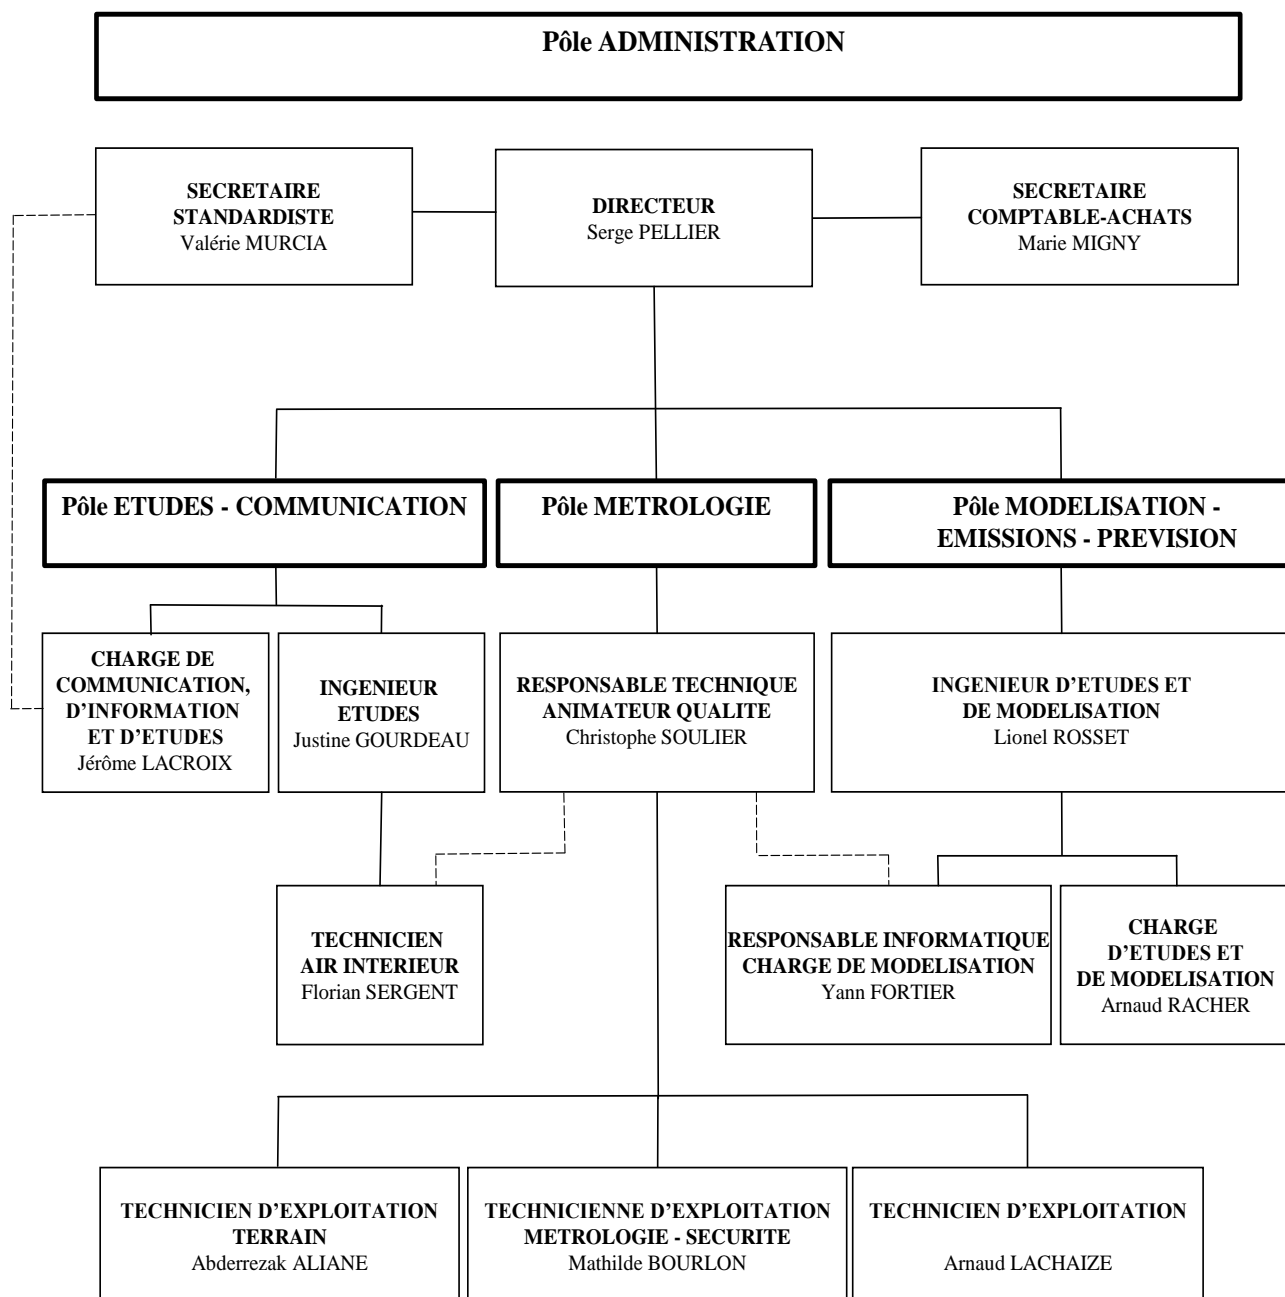 Pôle ADMINISTRATION
SECRETAIRE
STANDARDISTE
Valérie MURCIA
DIRECTEUR
Serge PELLIER
SECRETAIRE
COMPTABLE-ACHATS
Marie MIGNY
Pôle ETUDES - COMMUNICATION
Pôle METROLOGIE
Pôle MODELISATION -
EMISSIONS - PREVISION
CHARGE DE
COMMUNICATION,
D'INFORMATION
ET D'ETUDES
Jérôme LACROIX
INGENIEUR
ETUDES
Justine GOURDEAU
RESPONSABLE TECHNIQUE
ANIMATEUR QUALITE
Christophe SOULIER
INGENIEUR D'ETUDES ET
DE MODELISATION
Lionel ROSSET
TECHNICIEN
AIR INTERIEUR
Florian SERGENT
RESPONSABLE INFORMATIQUE
CHARGE DE MODELISATION
Yann FORTIER
CHARGE
D'ETUDES ET
DE MODELISATION
Arnaud RACHER
TECHNICIEN D'EXPLOITATION
TERRAIN
Abderrezak ALIANE
TECHNICIENNE D'EXPLOITATION
METROLOGIE - SECURITE
Mathilde BOURLON
TECHNICIEN D'EXPLOITATION
Arnaud LACHAIZE